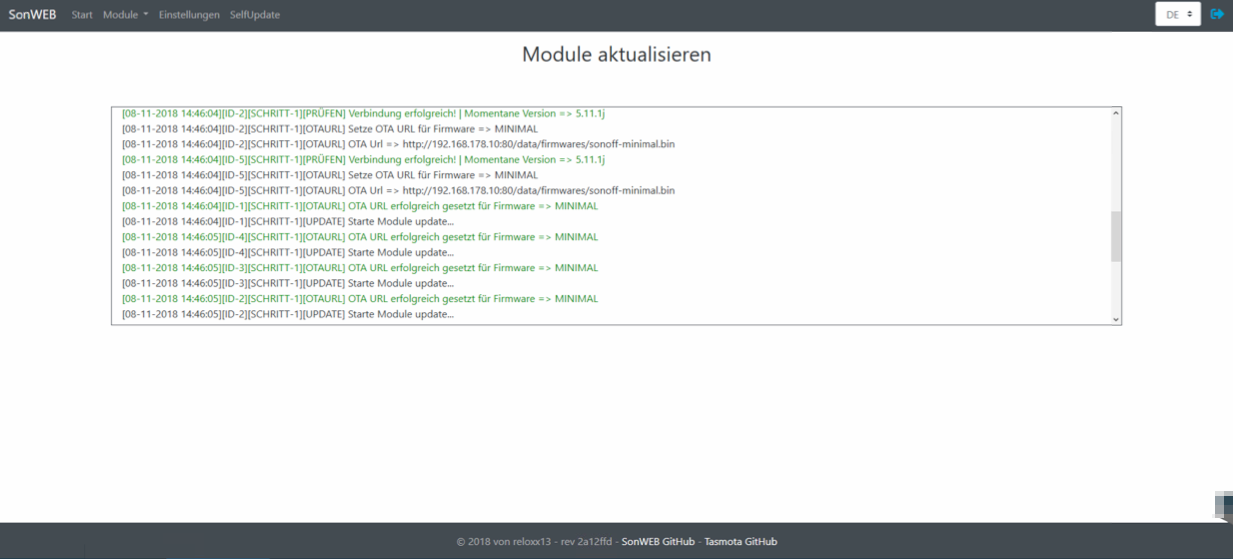 SonWEB Start Module Einstellungen SelfUpdate DE
Module aktualisieren
[08-11-2018 14:46:04][ID-2][SCHRITT-1][PRÜFEN] Verbindung erfolgreich! | Momentane Version => 5.11.1j
[08-11-2018 14:46:04][ID-2][SCHRITT-1][OTAURL] Setze OTA URL für Firmware => MINIMAL
[08-11-2018 14:46:04][ID-2][SCHRITT-1][OTAURL] OTA Url => http://192.168.178.10:80/data/firmwares/sonoff-minimal.bin
[08-11-2018 14:46:04][ID-5][SCHRITT-1][PRÜFEN] Verbindung erfolgreich! | Momentane Version => 5.11.1j
[08-11-2018 14:46:04][ID-5][SCHRITT-1][OTAURL] Setze OTA URL für Firmware => MINIMAL
[08-11-2018 14:46:04][ID-5][SCHRITT-1][OTAURL] OTA Url => http://192.168.178.10:80/data/firmwares/sonoff-minimal.bin
[08-11-2018 14:46:04][ID-1][SCHRITT-1][OTAURL] OTA URL erfolgreich gesetzt für Firmware => MINIMAL
[08-11-2018 14:46:04][ID-1][SCHRITT-1][UPDATE] Starte Module update...
[08-11-2018 14:46:05][ID-4][SCHRITT-1][OTAURL] OTA URL erfolgreich gesetzt für Firmware => MINIMAL
[08-11-2018 14:46:05][ID-4][SCHRITT-1][UPDATE] Starte Module update...
[08-11-2018 14:46:05][ID-3][SCHRITT-1][OTAURL] OTA URL erfolgreich gesetzt für Firmware => MINIMAL
[08-11-2018 14:46:05][ID-3][SCHRITT-1][UPDATE] Starte Module update...
[08-11-2018 14:46:05][ID-2][SCHRITT-1][OTAURL] OTA URL erfolgreich gesetzt für Firmware => MINIMAL
[08-11-2018 14:46:05][ID-2][SCHRITT-1][UPDATE] Starte Module update...
© 2018 von reloxx13 - rev 2a12ffd - SonWEB GitHub - Tasmota GitHub